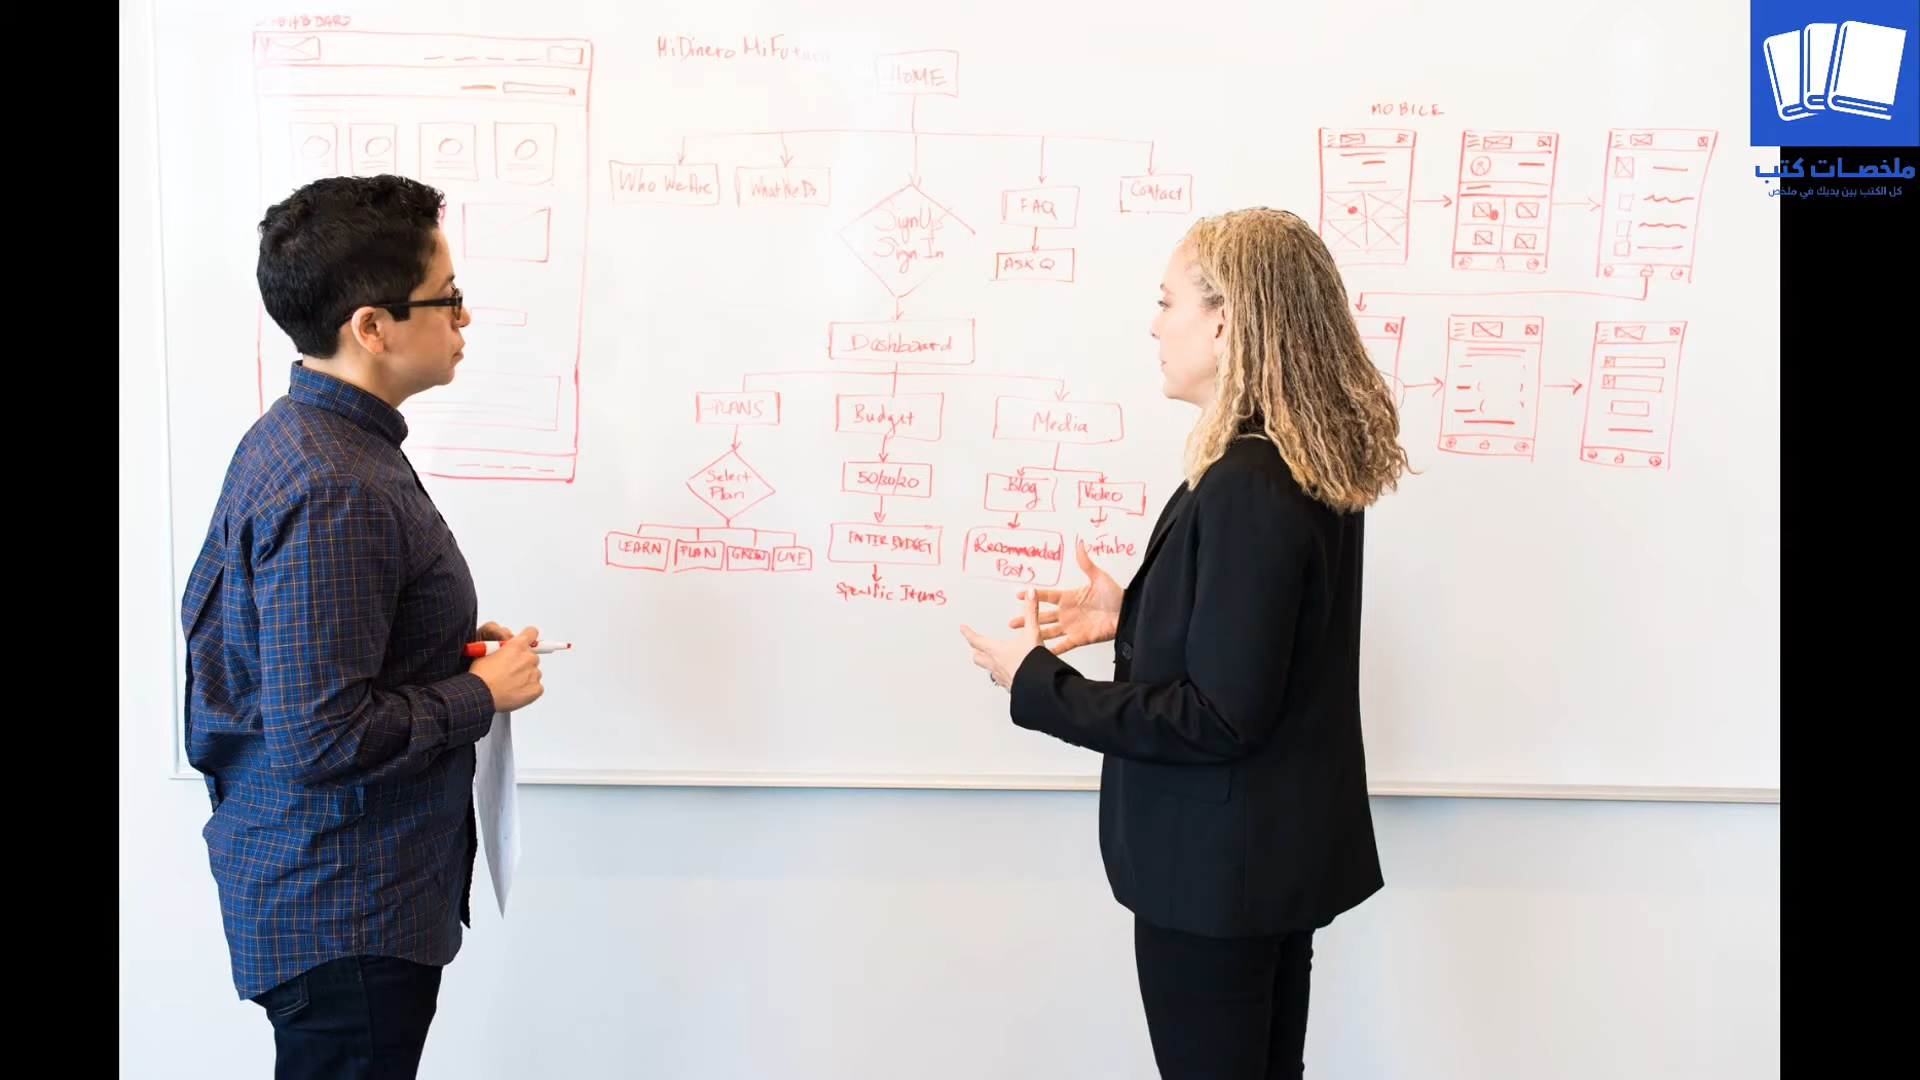 MiDinero MiFuturo
HOME
MOBILE
Who We Are
What We Do
Sign Up
Sign In
FAQ
Contact
ASK Q
Dashboard
PLANS
Budget
Media
Select
Plan
50/30/20
Blog
Video
LEARN
PLAN
GROW
LIVE
ENTER BUDGET
Recommended
Posts
Specific Items
ملخصات كتب
كل الكتب بين يديك في ملخص